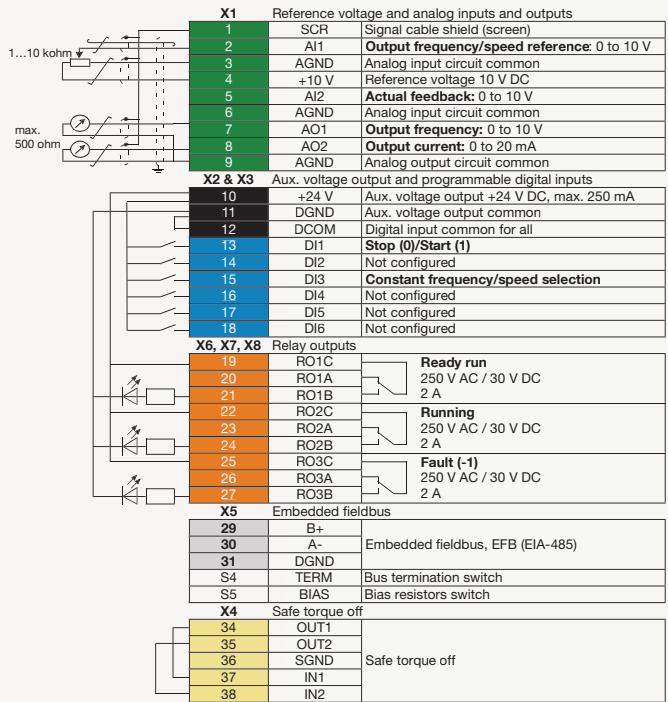 X1 Reference voltage and analog inputs and outputs
1 SCR Signal cable shield (screen)
1...10 kohm
2 AI1 Output frequency/speed reference: 0 to 10 V
3 AGND Analog input circuit common
4 +10 V Reference voltage 10 V DC
5 AI2 Actual feedback: 0 to 10 V
6 AGND Analog input circuit common
max.
500 ohm
7 AO1 Output frequency: 0 to 10 V
8 AO2 Output current: 0 to 20 mA
9 AGND Analog output circuit common
X2 & X3 Aux. voltage output and programmable digital inputs
10 +24 V Aux. voltage output +24 V DC, max. 250 mA
11 DGND Aux. voltage output common
12 DCOM Digital input common for all
13 DI1 Stop (0)/Start (1)
14 DI2 Not configured
15 DI3 Constant frequency/speed selection
16 DI4 Not configured
17 DI5 Not configured
18 DI6 Not configured
X6, X7, X8 Relay outputs
19 RO1C Ready run
20 RO1A 250 V AC / 30 V DC
21 RO1B 2 A
22 RO2C Running
23 RO2A 250 V AC / 30 V DC
24 RO2B 2 A
25 RO3C Fault (-1)
26 RO3A 250 V AC / 30 V DC
27 RO3B 2 A
X5 Embedded fieldbus
29 B+
30 A- Embedded fieldbus, EFB (EIA-485)
31 DGND
S4 TERM Bus termination switch
S5 BIAS Bias resistors switch
X4 Safe torque off
34 OUT1
35 OUT2
36 SGND Safe torque off
37 IN1
38 IN2